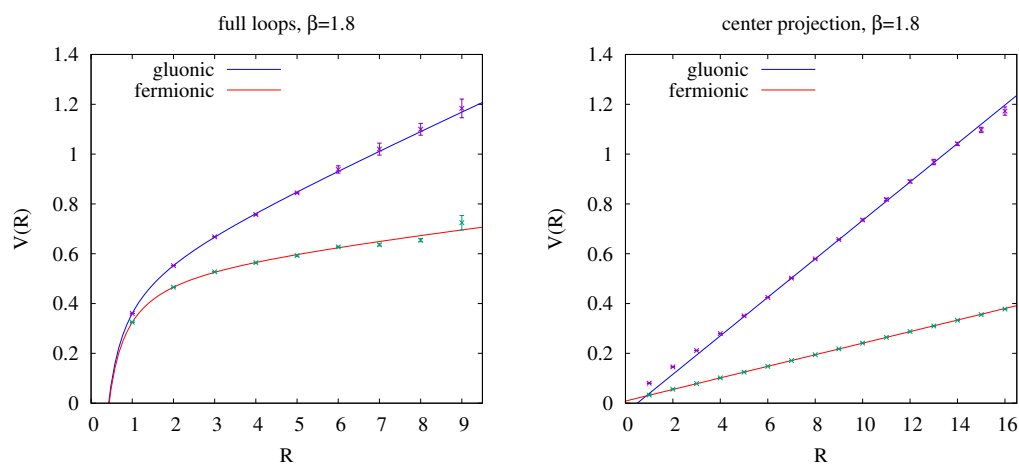 full loops, β=1.8
gluonic
fermionic
V(R)
1.4
1.2
1
0.8
0.6
0.4
0.2
0
0 1 2 3 4 5 6 7 8 9
R
center projection, β=1.8
gluonic
fermionic
V(R)
1.4
1.2
1
0.8
0.6
0.4
0.2
0
0 2 4 6 8 10 12 14 16
R